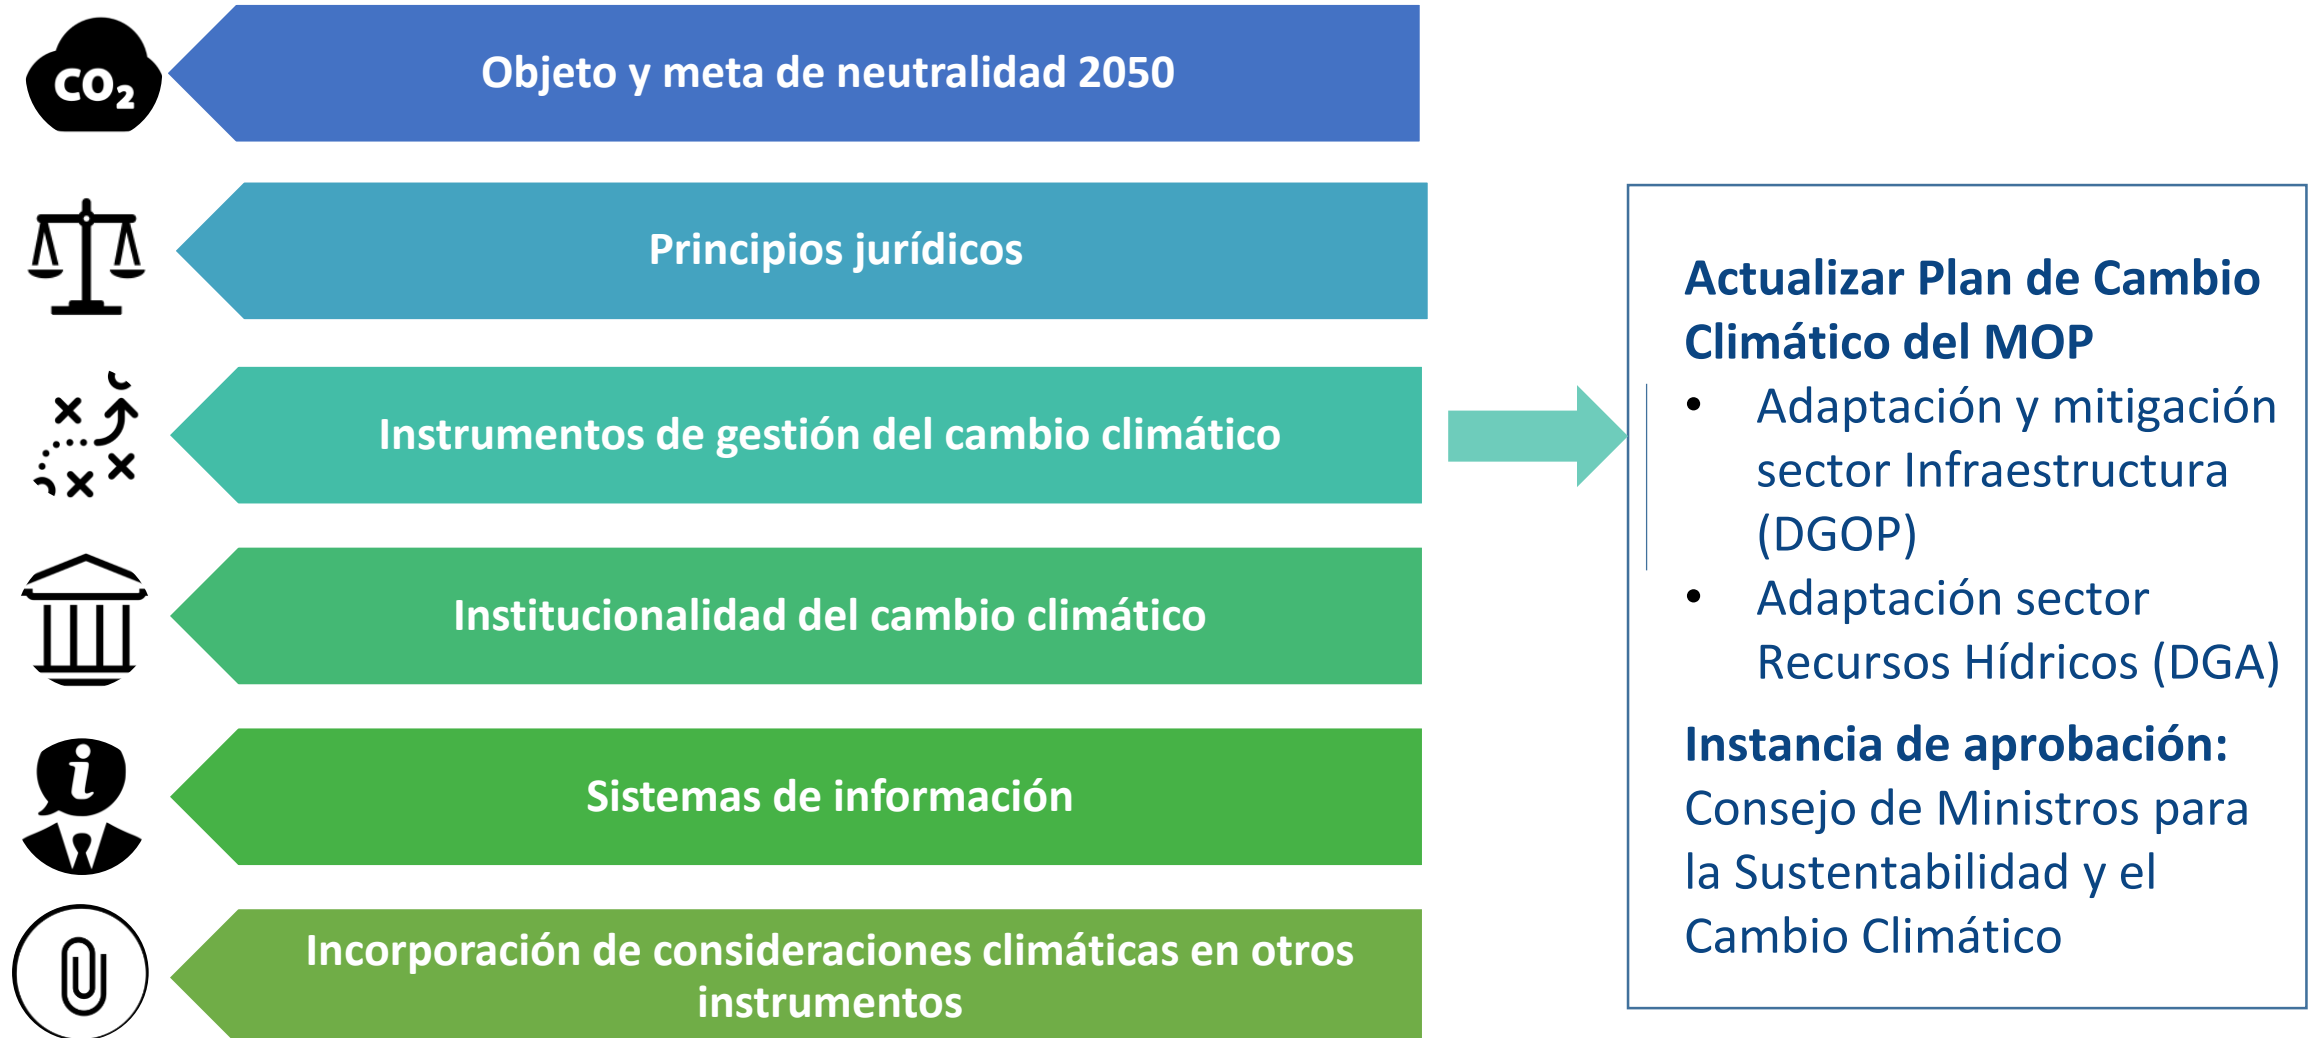 CO2
Objeto y meta de neutralidad 2050
Principios jurídicos
Instrumentos de gestión del cambio climático
Institucionalidad del cambio climático
i
Sistemas de información
Incorporación de consideraciones climáticas en otros
instrumentos
Actualizar Plan de Cambio
Climático del MOP
• Adaptación y mitigación
sector Infraestructura
(DGOP)
• Adaptación sector
Recursos Hídricos (DGA)
Instancia de aprobación:
Consejo de Ministros para
la Sustentabilidad y el
Cambio Climático